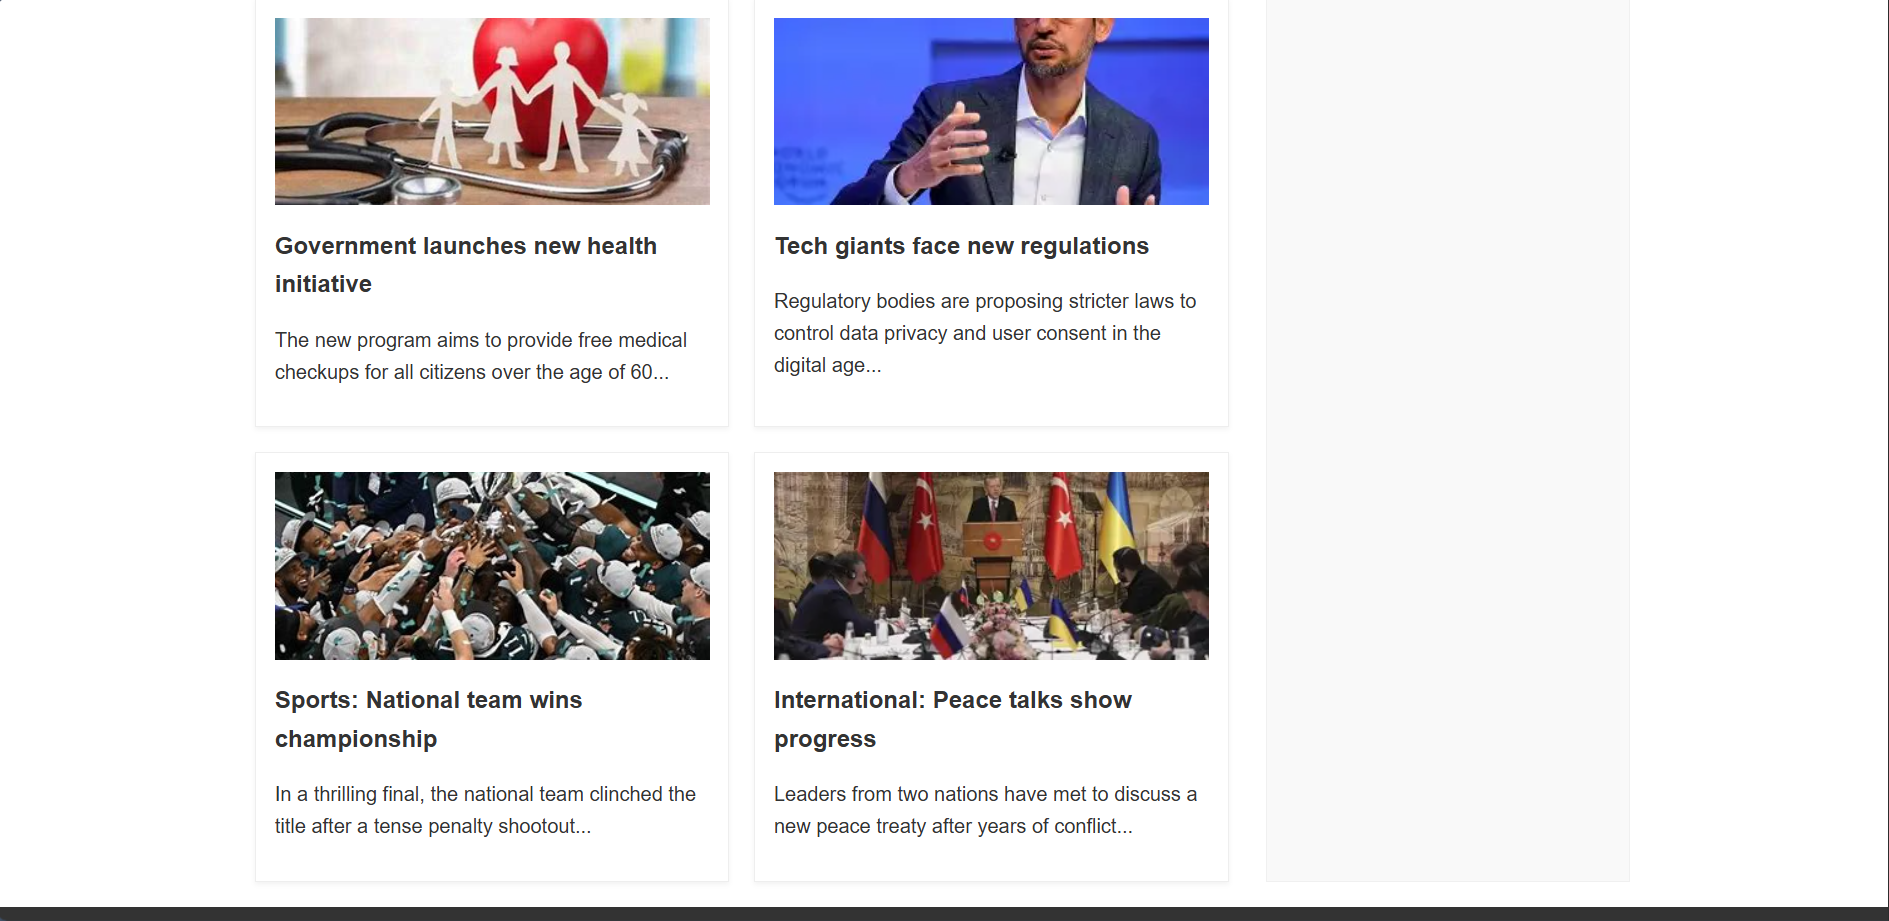 WORLD
ECONOMIC
FORUM
Government launches new health
initiative
The new program aims to provide free medical
checkups for all citizens over the age of 60...
Tech giants face new regulations
Regulatory bodies are proposing stricter laws to
control data privacy and user consent in the
digital age...
11
Sports: National team wins
championship
In a thrilling final, the national team clinched the
title after a tense penalty shootout...
International: Peace talks show
progress
Leaders from two nations have met to discuss a
new peace treaty after years of conflict...